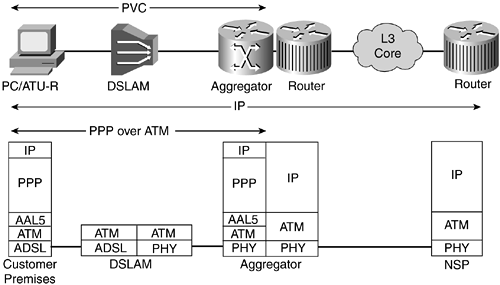 PVC
L3
Core
PC/ATU-R
DSLAM
Aggregator
Router
Router
IP
PPP over ATM
IP
PPP
AAL5
ATM
ADSL
ATM
ATM
ADSL
PHY
IP
PPP
IP
AAL5
ATM
ATM
PHY
PHY
IP
ATM
PHY
Customer
Premises
DSLAM
Aggregator
NSP